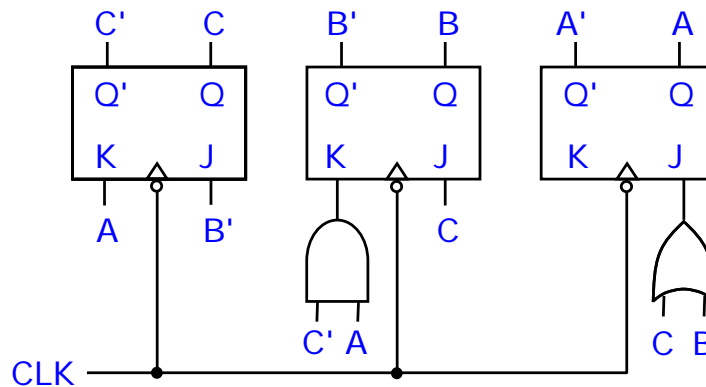 C' C B' B A' A
Q' Q Q' Q Q' Q
K J K J K J
A B' C
C' A C B
CLK